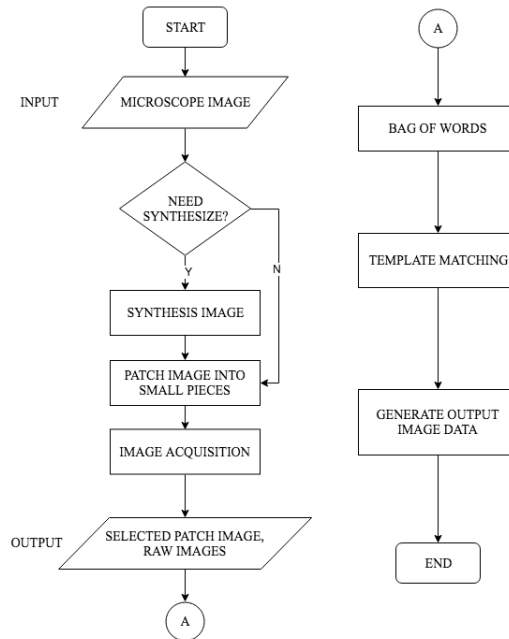 START
INPUT
MICROSCOPE IMAGE
NEED
SYNTHESIZE?
Y
N
SYNTHESIS IMAGE
PATCH IMAGE INTO
SMALL PIECES
IMAGE ACQUISITION
OUTPUT
SELECTED PATCH IMAGE,
RAW IMAGES
A
A
BAG OF WORDS
TEMPLATE MATCHING
GENERATE OUTPUT
IMAGE DATA
END